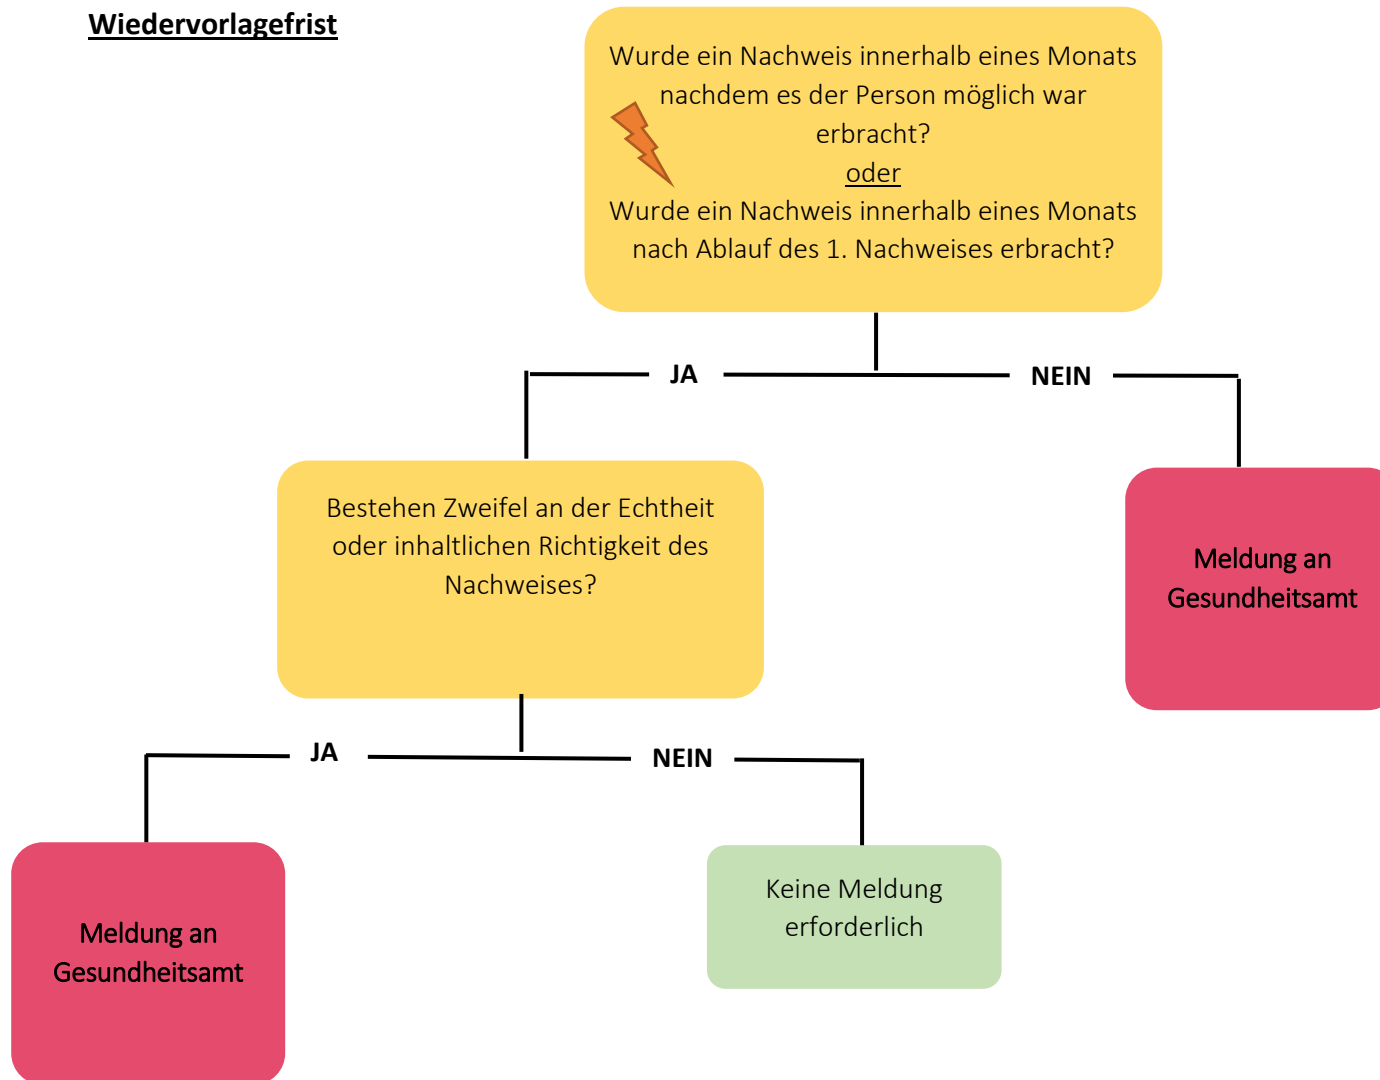 Wiedervorlagefrist
Wurde ein Nachweis innerhalb eines Monats
nachdem es der Person möglich war
erbracht?
oder
Wurde ein Nachweis innerhalb eines Monats
nach Ablauf des 1. Nachweises erbracht?
JA
NEIN
Bestehen Zweifel an der Echtheit
oder inhaltlichen Richtigkeit des
Nachweises?
Meldung an
Gesundheitsamt
JA
NEIN
Meldung an
Gesundheitsamt
Keine Meldung
erforderlich